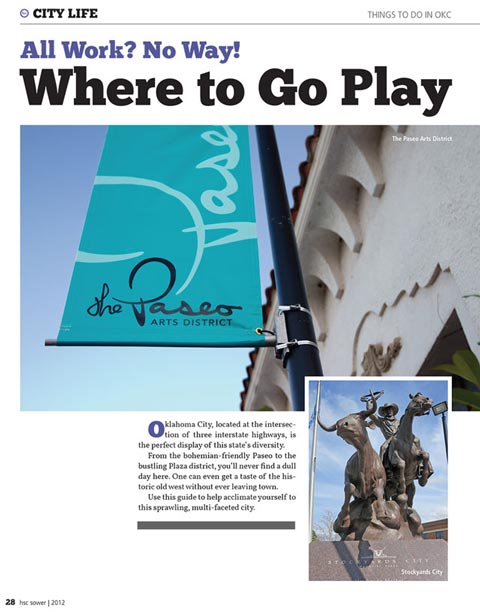 CITY LIFE
THINGS TO DO IN OKC
All Work? No Way!
Where to Go Play
The Paseo Arts District
Paseo
the Paseo
ARTS DISTRICT
Oklahoma City, located at the intersec-
tion of three interstate highways, is
the perfect display of this state's diversity.
From the bohemian-friendly Paseo to the
bustling Plaza district, you'll never find a dull
day here. One can even get a taste of the his-
toric old west without ever leaving town.
Use this guide to help acclimate yourself to
this sprawling, multi-faceted city.
STOCKYARDS CITY
Stockyards City
28 hsc sower | 2012